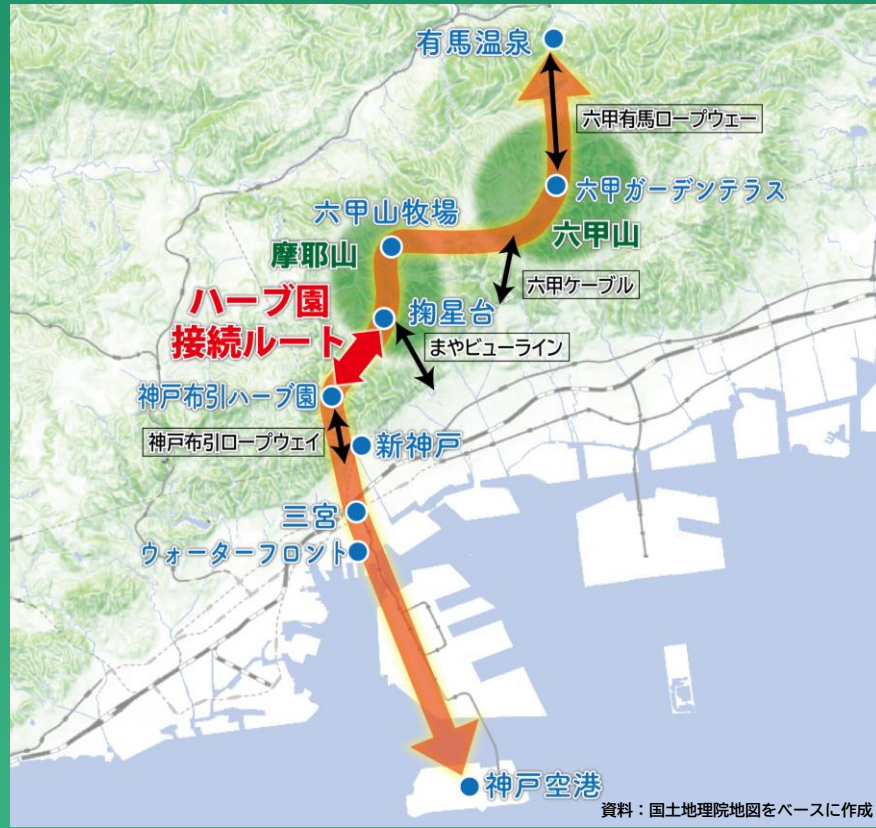 有馬温泉
六甲有馬ロープウェー
六甲ガーデンテラス
六甲山牧場
六甲山
摩耶山
六甲ケーブル
ハーブ園
接続ルート
掬星台
まやビューライン
神戸布引ハーブ園
神戸布引ロープウェイ
新神戸
三宮
ウォーターフロント
神戸空港
資料：国土地理院地図をベースに作成